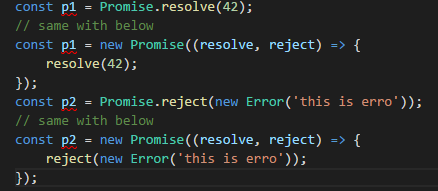 const p1 = Promise.resolve(42);
// same with below
const p1 = new Promise((resolve, reject) => {
    resolve(42);
});
const p2 = Promise.reject(new Error('this is erro'));
// same with below
const p2 = new Promise((resolve, reject) => {
    reject(new Error('this is erro'));
});